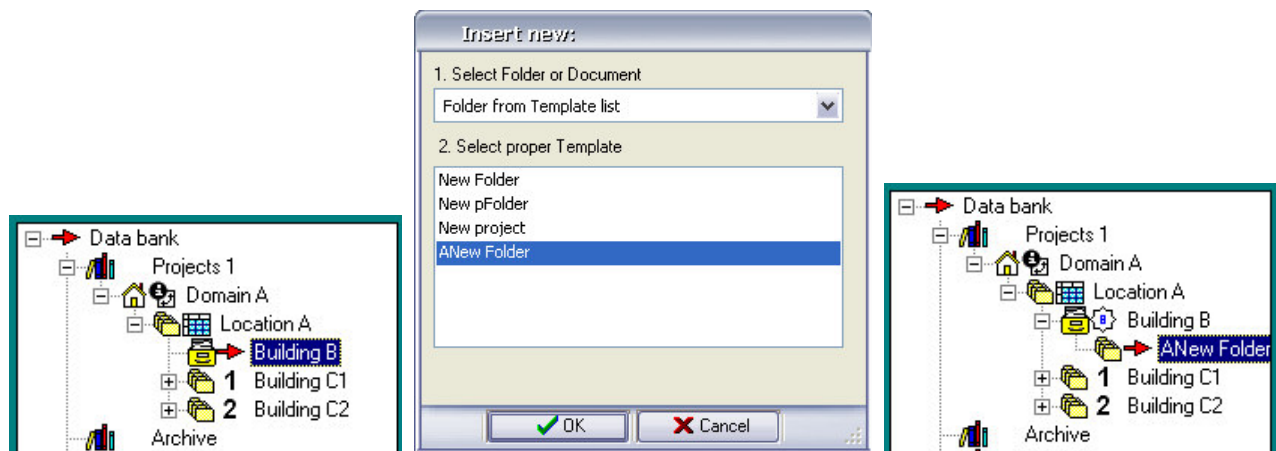 Data bank
Projects 1
Domain A
Location A
Building B
1 Building C1
2 Building C2
Archive
Insert new:
1. Select Folder or Document
Folder from Template list
2. Select proper Template
New Folder
New pFolder
New project
ANew Folder
OK
Cancel
Data bank
Projects 1
Domain A
Location A
B Building B
ANew Folder
1 Building C1
2 Building C2
Archive